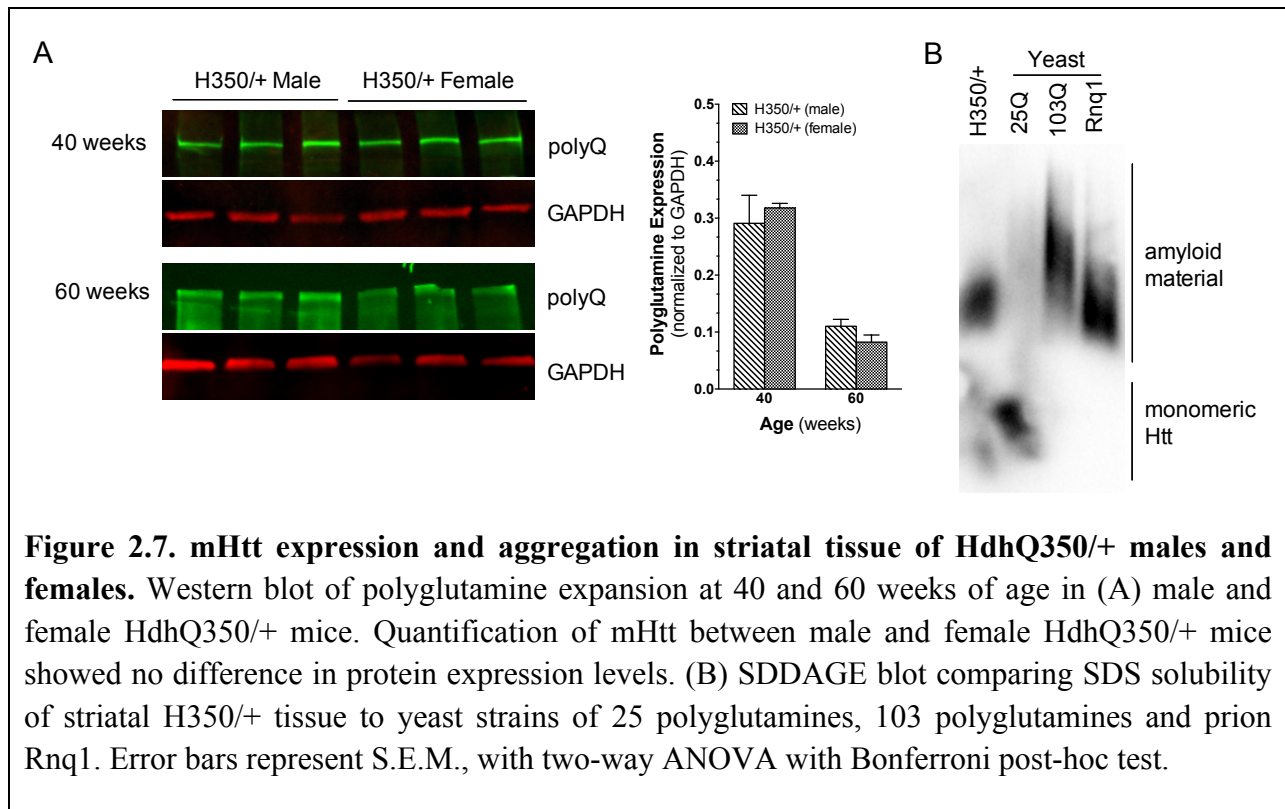 A
H350/+ Male
H350/+ Female
40 weeks
polyQ
GAPDH
60 weeks
polyQ
GAPDH
Polyglutamine Expression
(normalized to GAPDH)
0.5
0.4
0.3
0.2
0.1
0.0
H350/+ (male)
H350/+ (female)
40
60
Age (weeks)
B
Yeast
H350/+
25Q
103Q
Rnq1
amyloid
material
monomeric
Htt
Figure 2.7. mHtt expression and aggregation in striatal tissue of HdhQ350/+ males and
females. Western blot of polyglutamine expansion at 40 and 60 weeks of age in (A) male and
female HdhQ350/+ mice. Quantification of mHtt between male and female HdhQ350/+ mice
showed no difference in protein expression levels. (B) SDDAGE blot comparing SDS solubility
of striatal H350/+ tissue to yeast strains of 25 polyglutamines, 103 polyglutamines and prion
Rnq1. Error bars represent S.E.M., with two-way ANOVA with Bonferroni post-hoc test.